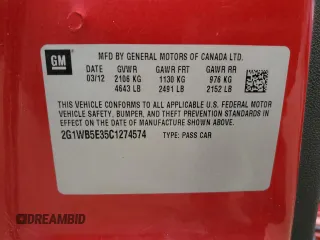 GM
MFD BY GENERAL MOTORS OF CANADA LTD.
DATE GVWR GAWR FRT GAWR RR
03/12 2106 KG 1130 KG 976 KG
4643 LB 2491 LB 2152 LB
THIS VEHICLE CONFORMS TO ALL APPLICABLE U.S. FEDERAL MOTOR
VEHICLE SAFETY, BUMPER, AND THEFT PREVENTION STANDARDS IN
EFFECT ON THE DATE OF MANUFACTURE SHOWN ABOVE.
2G1WB5E35C1274574 TYPE: PASS CAR
DREAMBID